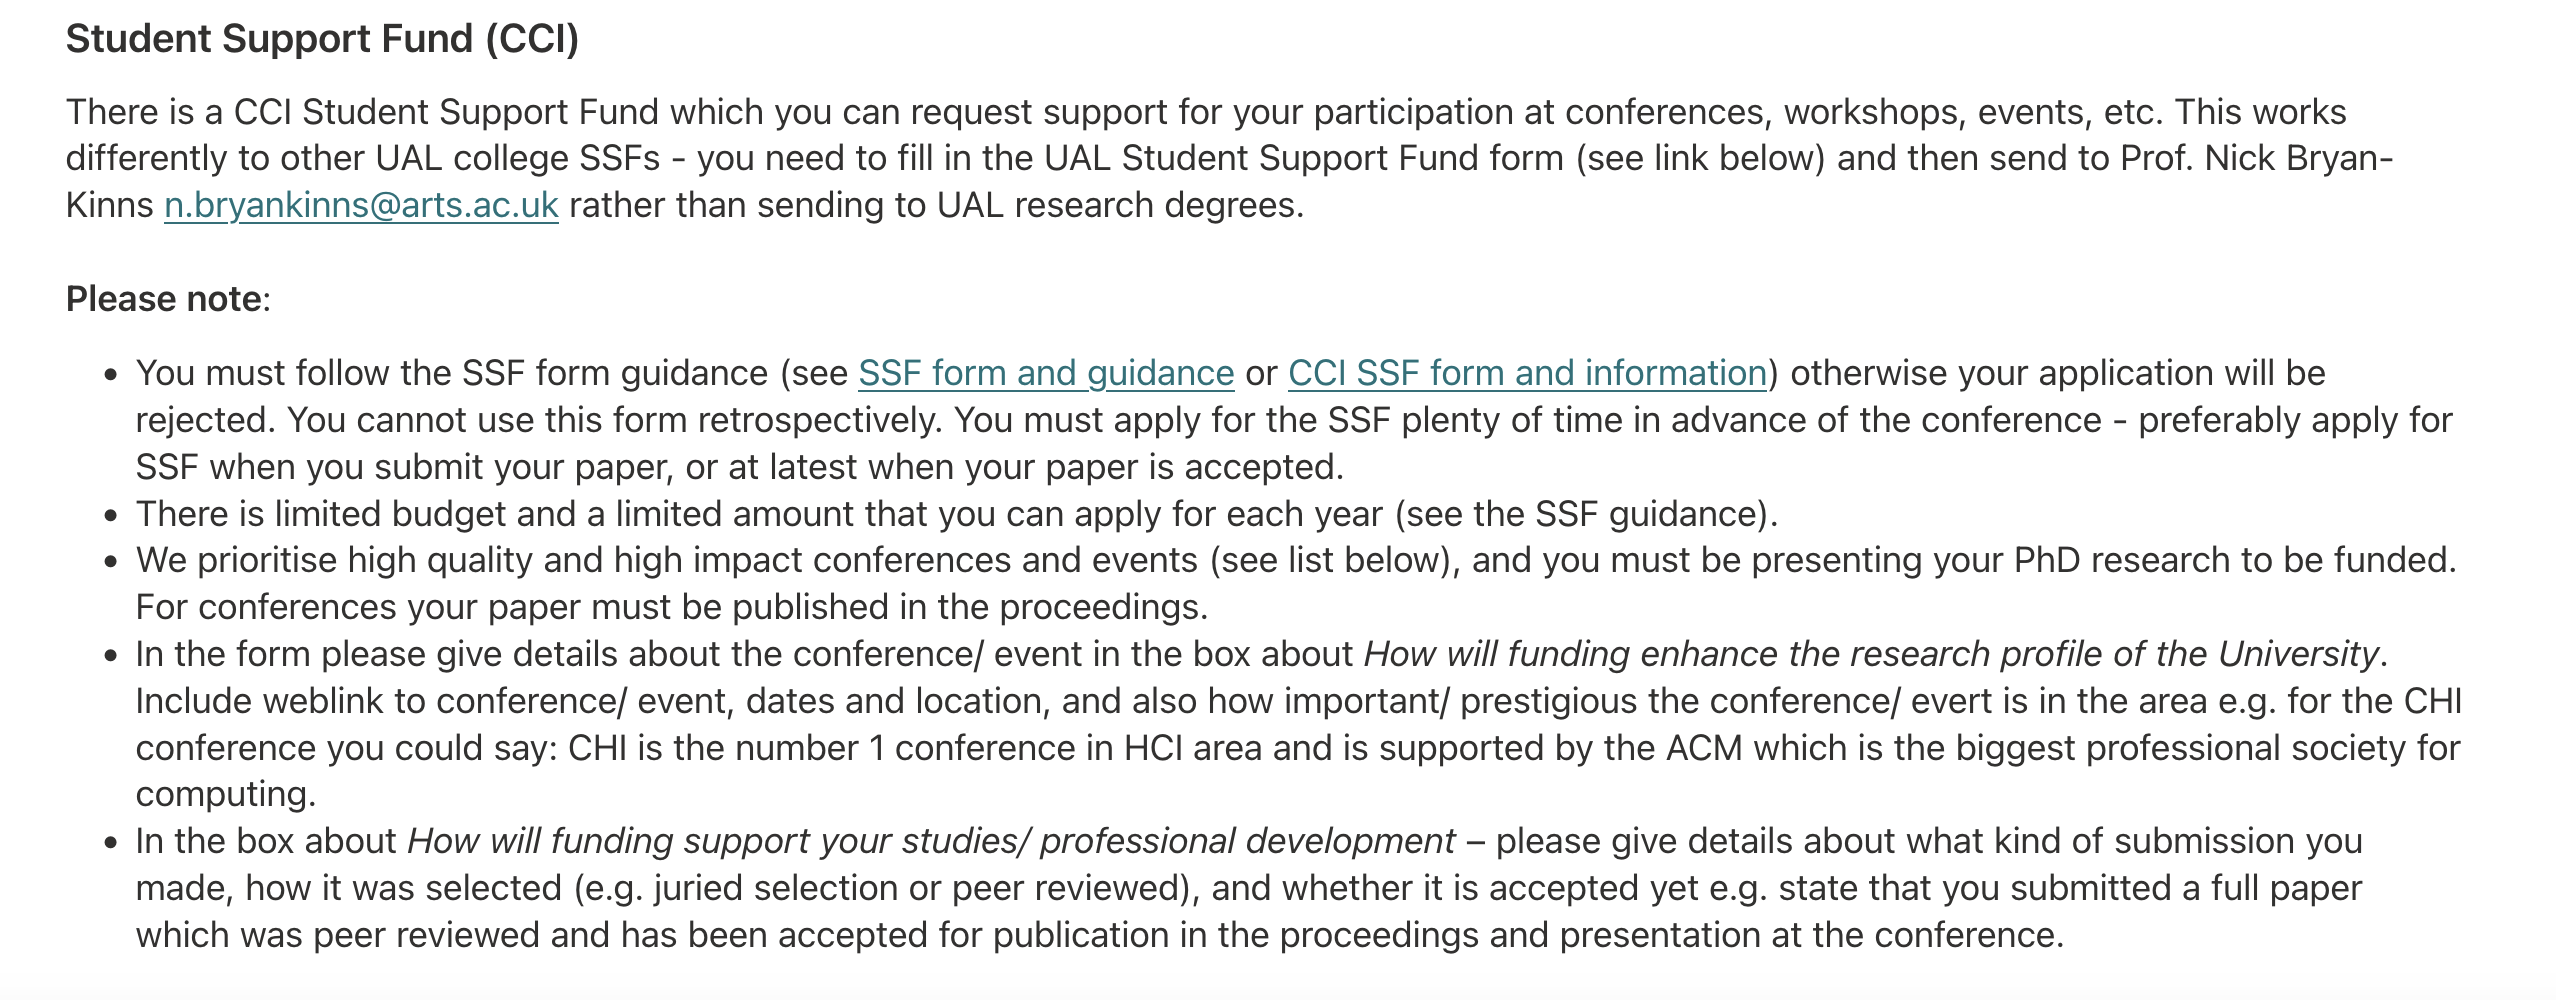 Student Support Fund (CCI)
There is a CCI Student Support Fund which you can request support for your participation at conferences, workshops, events, etc. This works
differently to other UAL college SSFs - you need to fill in the UAL Student Support Fund form (see link below) and then send to Prof. Nick Bryan-
Kinns n.bryankinns@arts.ac.uk rather than sending to UAL research degrees.
Please note:
• You must follow the SSF form guidance (see SSF form and guidance or CCI SSF form and information) otherwise your application will be
rejected. You cannot use this form retrospectively. You must apply for the SSF plenty of time in advance of the conference - preferably apply for
SSF when you submit your paper, or at latest when your paper is accepted.
• There is limited budget and a limited amount that you can apply for each year (see the SSF guidance).
• We prioritise high quality and high impact conferences and events (see list below), and you must be presenting your PhD research to be funded.
For conferences your paper must be published in the proceedings.
• In the form please give details about the conference/ event in the box about How will funding enhance the research profile of the University.
Include weblink to conference/ event, dates and location, and also how important/ prestigious the conference/ evert is in the area e.g. for the CHI
conference you could say: CHI is the number 1 conference in HCI area and is supported by the ACM which is the biggest professional society for
computing.
• In the box about How will funding support your studies/ professional development – please give details about what kind of submission you
made, how it was selected (e.g. juried selection or peer reviewed), and whether it is accepted yet e.g. state that you submitted a full paper
which was peer reviewed and has been accepted for publication in the proceedings and presentation at the conference.